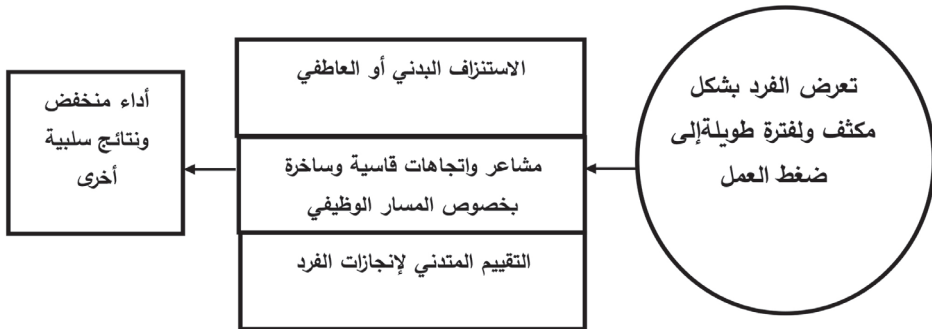 تعرض الفرد بشكل
مكثف ولفترة طويلةإلى
ضغط العمل
الاستنزاف البدني أو العاطفي
مشاعر واتجاهات قاسية وساخرة
بخصوص المسار الوظيفي
التقييم المتدني لإنجازات الفرد
أداء منخفض
ونتائج سلبية
أخرى